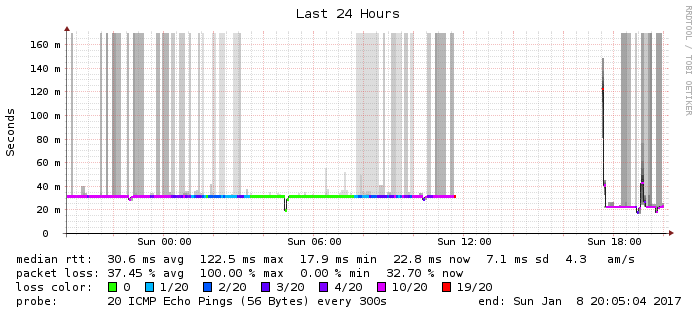 Last 24 Hours
RRDTOOL / TOBI OETIKER
Seconds
160 m
140 m
120 m
100 m
80 m
60 m
40 m
20 m
0
Sun 00:00 Sun 06:00 Sun 12:00 Sun 18:00
median rtt: 30.6 ms avg 122.5 ms max 17.9 ms min 22.8 ms now 7.1 ms sd 4.3 am/s
packet loss: 37.45 % avg 100.00 % max 0.00 % min 32.70 % now
loss color: 0 1/20 2/20 3/20 4/20 10/20 19/20
probe: 20 ICMP Echo Pings (56 Bytes) every 300s end: Sun Jan 8 20:05:04 2017